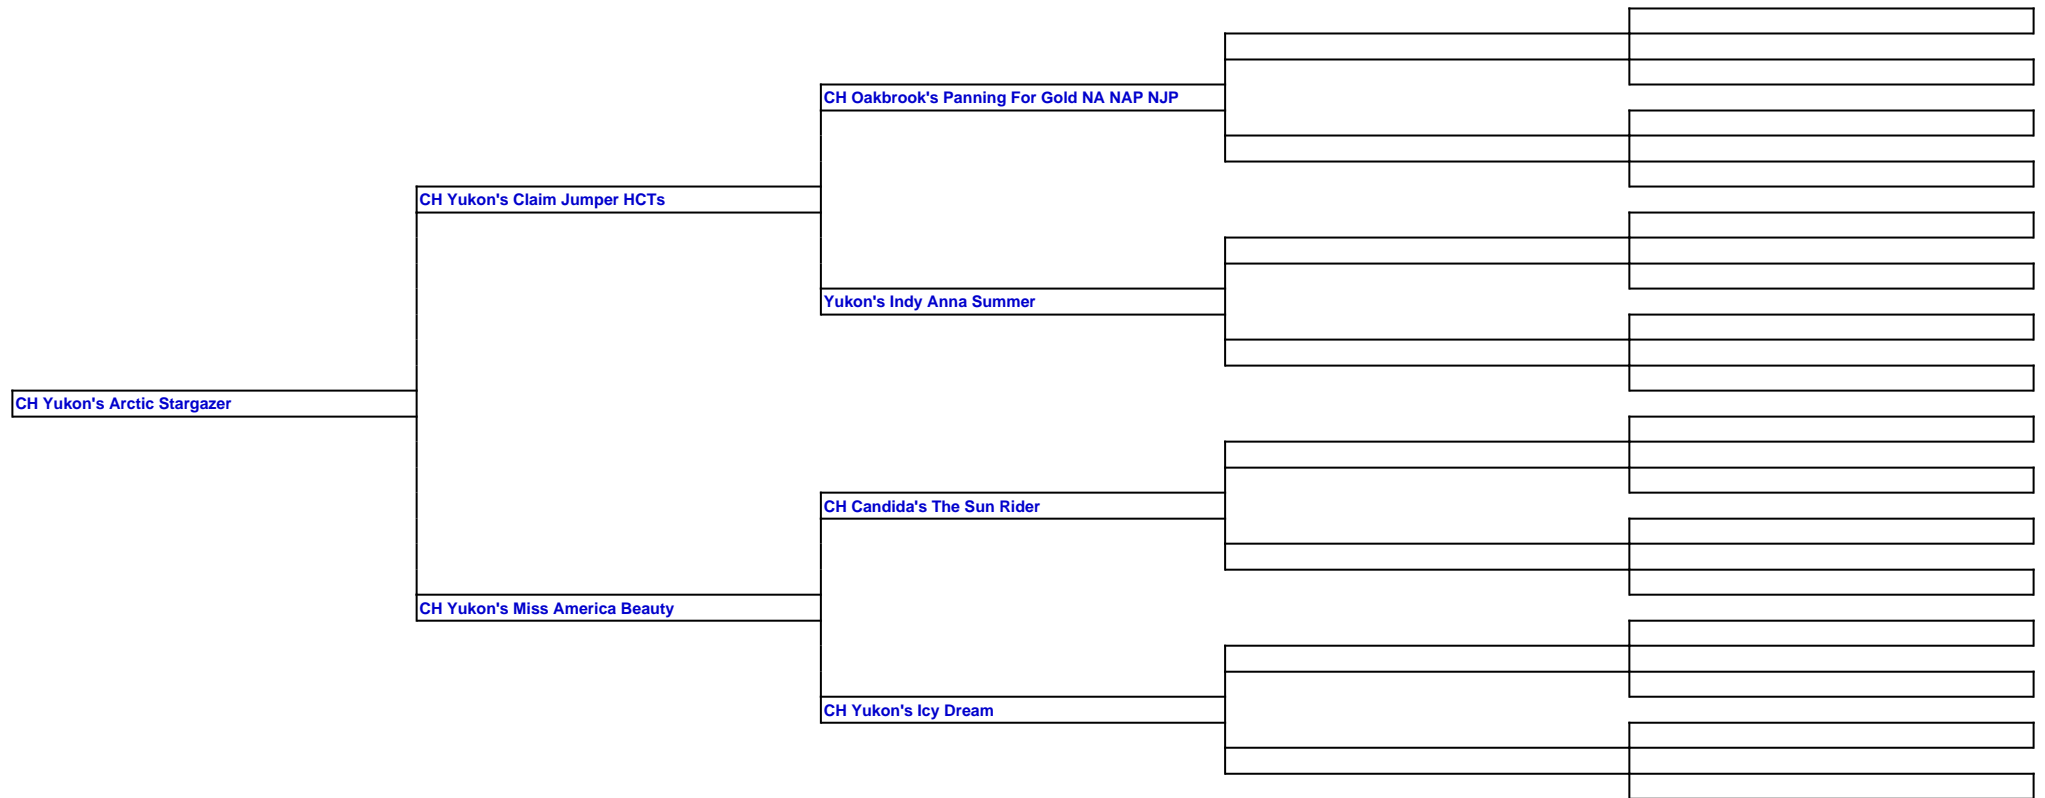 CH Oakbrook's Panning For Gold NA NAP NJP
CH Yukon's Claim Jumper HCTs
Yukon's Indy Anna Summer
CH Yukon's Arctic Stargazer
CH Candida's The Sun Rider
CH Yukon's Miss America Beauty
CH Yukon's Icy Dream